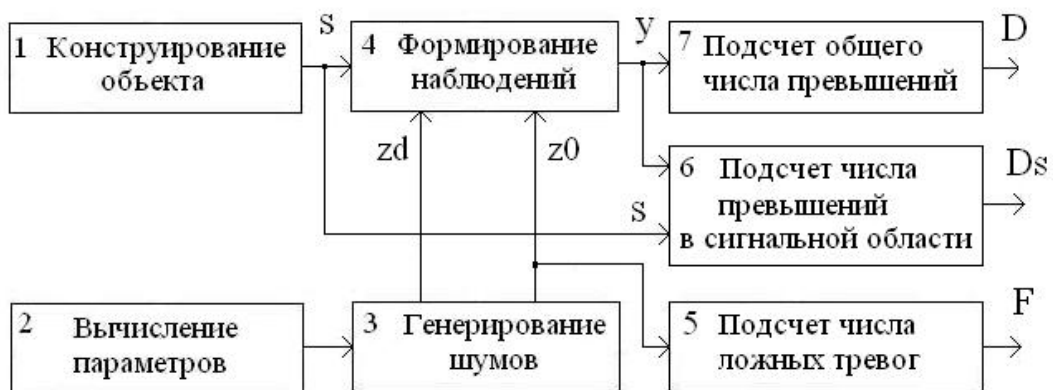 s
y
D
1 Конструирование
объекта
4 Формирование
наблюдений
7 Подсчет общего
числа превышений
zd
z0
6 Подсчет числа
превышений
в сигнальной области
Ds
s
2 Вычисление
параметров
3 Генерирование
шумов
5 Подсчет числа
ложных тревог
F